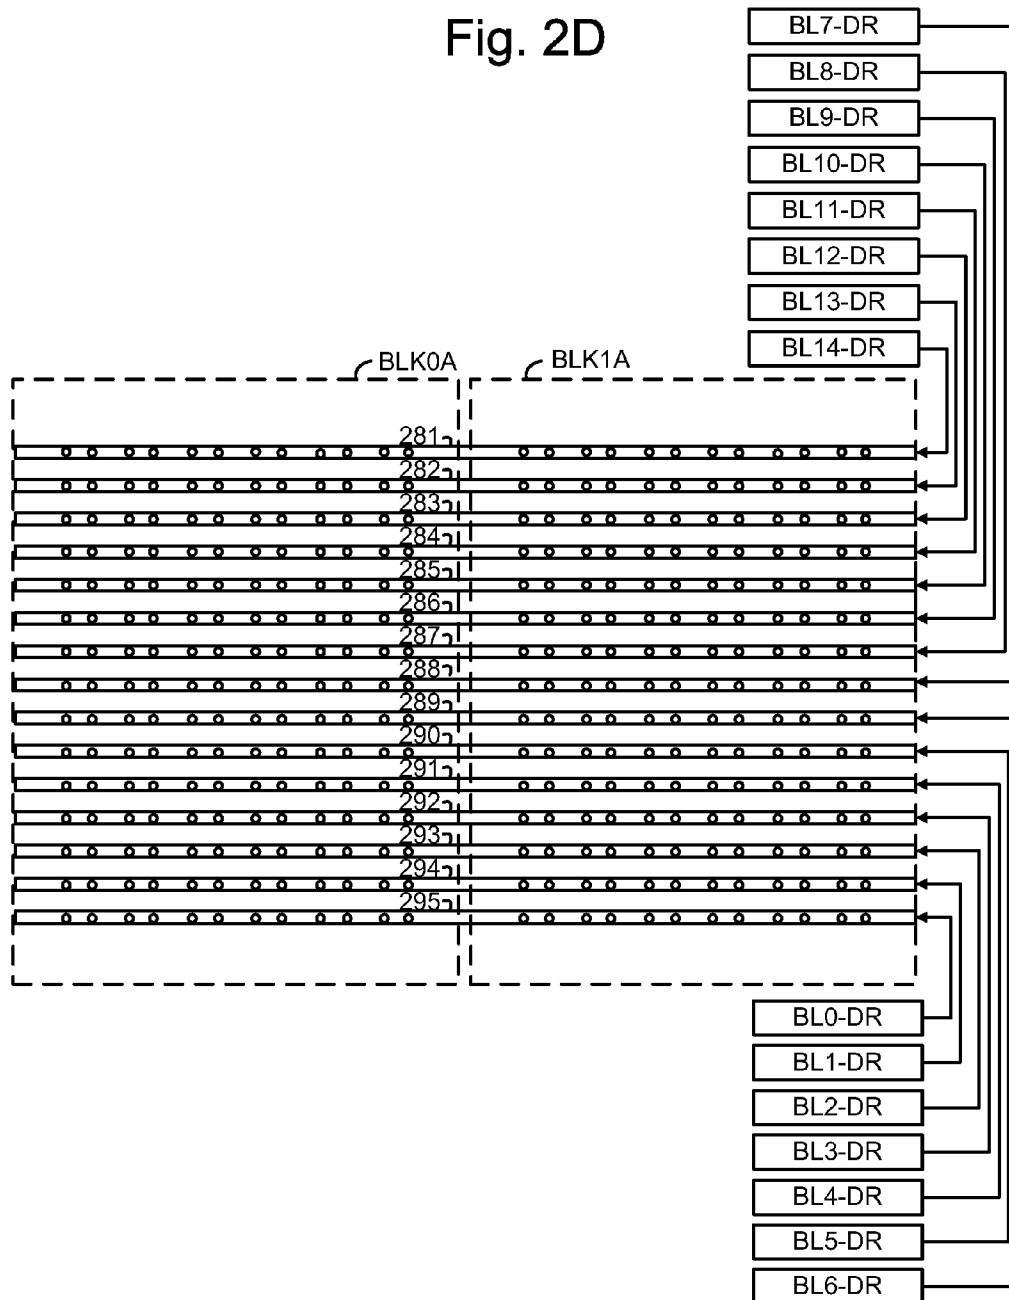 Fig. 2D
BL7-DR
BL8-DR
BL9-DR
BL10-DR
BL11-DR
BL12-DR
BL13-DR
BL14-DR
BLK0A
BLK1A
281
282
283
284
285
286
287
288
289
290
291
292
293
294
295
BL0-DR
BL1-DR
BL2-DR
BL3-DR
BL4-DR
BL5-DR
BL6-DR